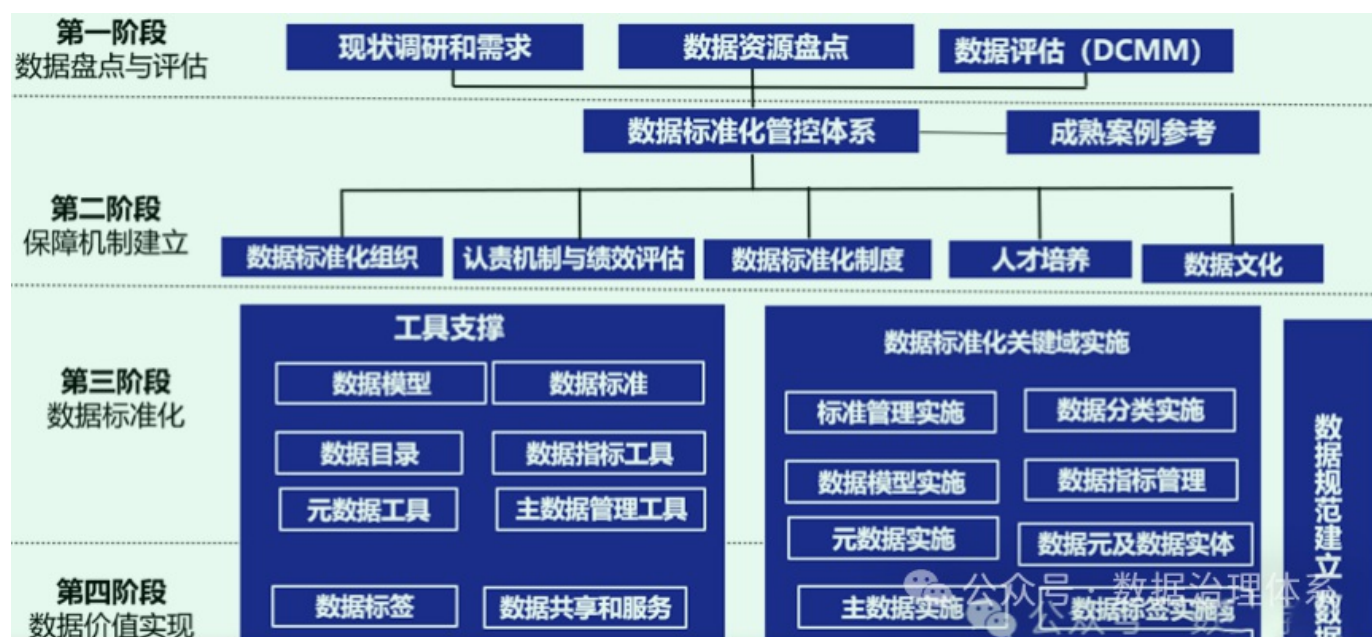 第一阶段
数据盘点与评估
现状调研和需求
数据资源盘点
数据评估（DCMM）
数据标准化管控体系
成熟案例参考
第二阶段
保障机制建立
数据标准化组织
认责机制与绩效评估
数据标准化制度
人才培养
数据文化
第三阶段
数据标准化
工具支撑
数据模型
数据标准
数据目录
数据指标工具
元数据工具
主数据管理工具
数据标签
数据共享和服务
数据标准化关键域实施
标准管理实施
数据分类实施
数据模型实施
数据指标管理
元数据实施
数据元及数据实体
主数据实施
数据标签实施
数据规范建立
数据
第四阶段
数据价值实现
公众号：数据治理体系
公众号